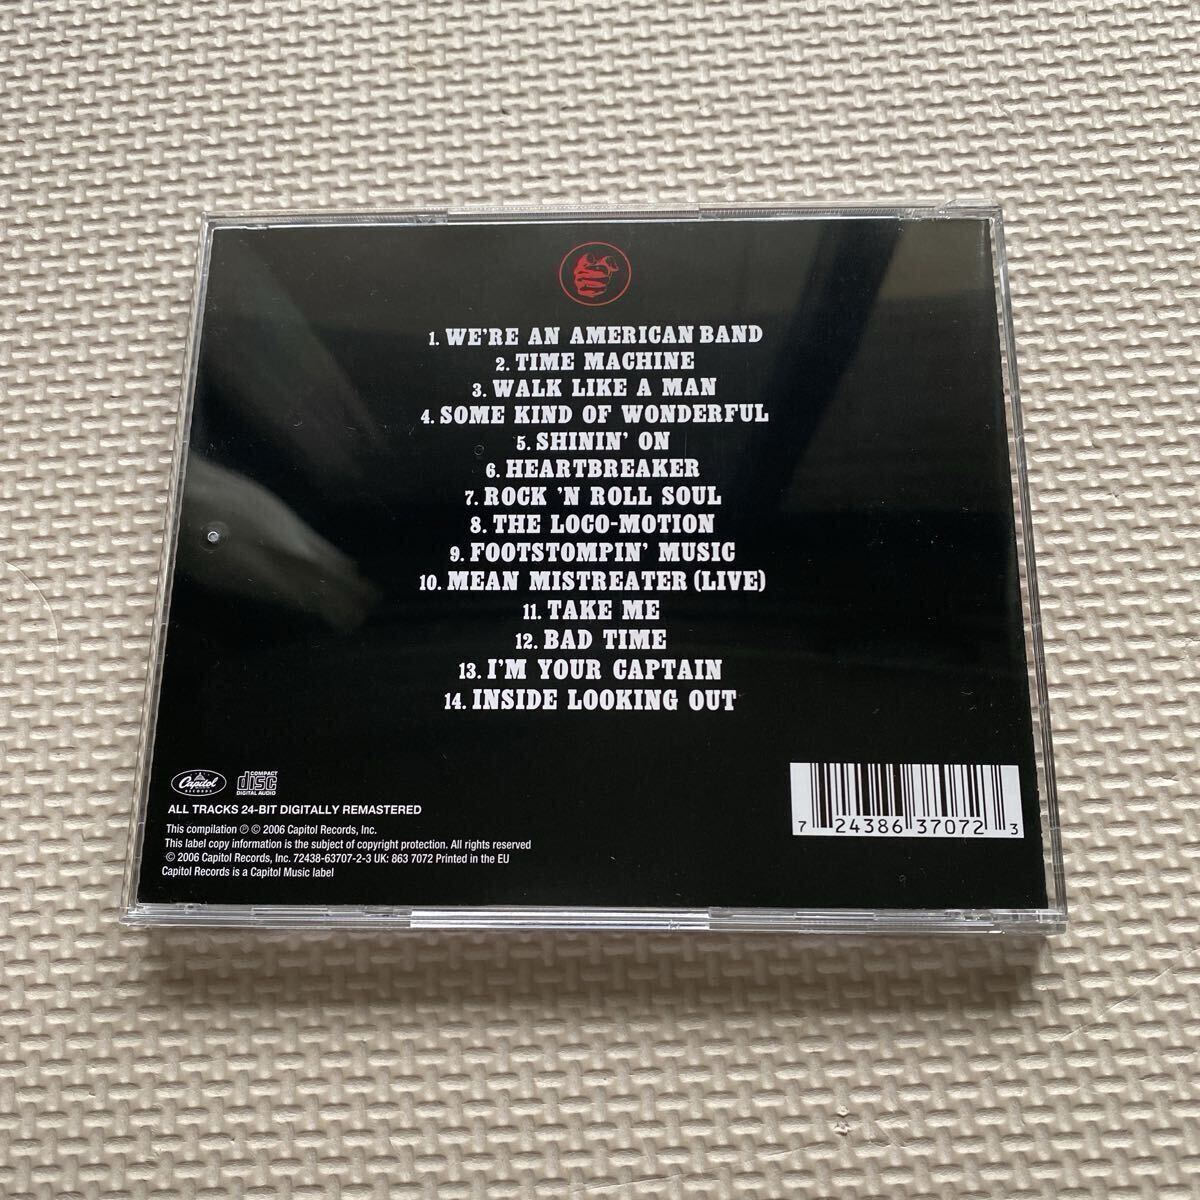 1. WE'RE AN AMERICAN BAND
2. TIME MACHINE
3. WALK LIKE A MAN
4. SOME KIND OF WONDERFUL
5. SHININ' ON
6. HEARTBREAKER
7. ROCK 'N ROLL SOUL
8. THE LOCO-MOTION
9. FOOTSTOMPIN' MUSIC
10. MEAN MISTREATER (LIVE)
11. TAKE ME
12. BAD TIME
13. I'M YOUR CAPTAIN
14. INSIDE LOOKING OUT
Capitol
RECORDS
COMPACT
disc
DIGITAL AUDIO
ALL TRACKS 24-BIT DIGITALLY REMASTERED
This compilation ℗ © 2006 Capitol Records, Inc.
This label copy information is the subject of copyright protection. All rights reserved
© 2006 Capitol Records, Inc. 72438-63707-2-3 UK: 863 7072 Printed in the EU
Capitol Records is a Capitol Music label
7 24386 37072 3